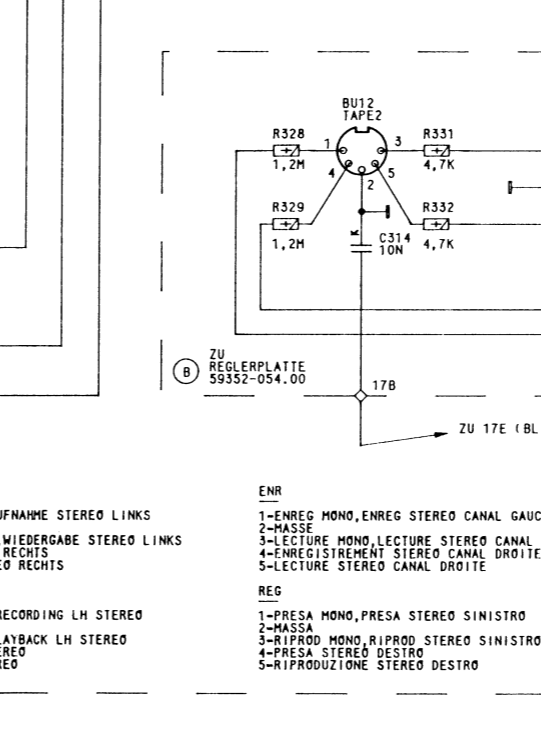 BU12
TAPE2
R328
1
3
R331
1,2M
4
5
4,7K
2
R329
R332
1,2M
K
C314
10N
4,7K
B
ZU
REGLERPLATTE
59352-054.00
17B
ZU 17E (BL
UFNAHME STEREO LINKS
WIEDERGABE STEREO LINKS
RECHTS
EO RECHTS
RECORDING LH STEREO
LAYBACK LH STEREO
EREO
REO
ENR
1-ENREG MONO,ENREG STEREO CANAL GAUC
2-MASSE
3-LECTURE MONO,LECTURE STEREO CANAL
4-ENREGISTREMENT STEREO CANAL DROITE
5-LECTURE STEREO CANAL DROITE
REG
1-PRESA MONO,PRESA STEREO SINISTRO
2-MASSA
3-RIPROD MONO,RIPROD STEREO SINISTRO
4-PRESA STEREO DESTRO
5-RIPRODUZIONE STEREO DESTRO